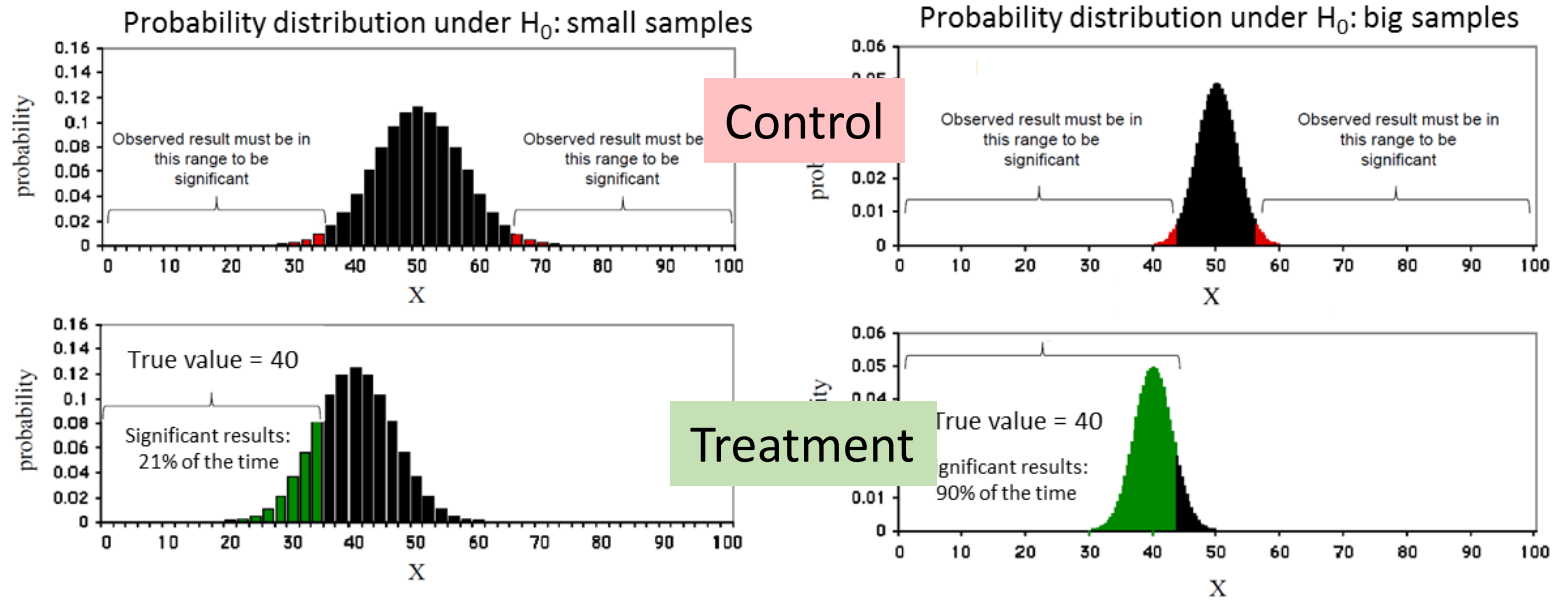 Probability distribution under H₀: small samples
0.16
0.14
0.12
0.1
0.08
0.06
0.04
0.02
0
probability
Observed result must be in
this range to be
significant
Observed result must be
this range to be
significant
0 10 20 30 40 50 60 70 80 90 100
X
Probability distribution under H₀: big samples
0.06
0.02
0.01
0
Observed result must be in
this range to be
significant
Observed result must be in
this range to be
significant
0 10 20 30 40 50 60 70 80 90 100
X
Control
0.16
0.14
0.12
0.1
0.08
0.06
0.04
0.02
0
probability
True value = 40
Significant results:
21% of the time
0 10 20 30 40 50 60 70 80 90 100
X
0.06
0.05
0.01
0
True value = 40
gnificant results:
90% of the time
0 10 20 30 40 50 60 70 80 90 100
X
Treatment